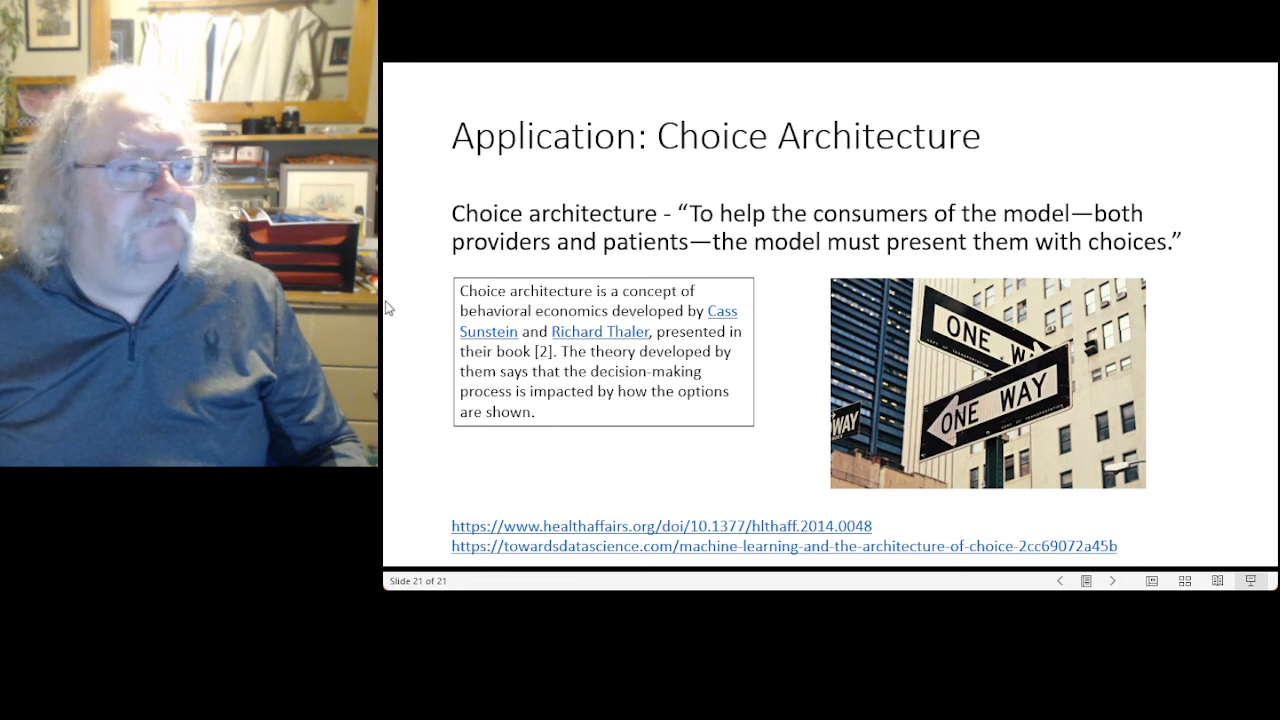 Application: Choice Architecture
Choice architecture - “To help the consumers of the model—both
providers and patients—the model must present them with choices.”
Choice architecture is a concept of
behavioral economics developed by Cass
Sunstein and Richard Thaler, presented in
their book [2]. The theory developed by
them says that the decision-making
process is impacted by how the options
are shown.
ONE WAY
ONE WAY
WAY
https://www.healthaffairs.org/doi/10.1377/hlthaff.2014.0048
https://towardsdatascience.com/machine-learning-and-the-architecture-of-choice-2cc69072a45b
Slide 21 of 21